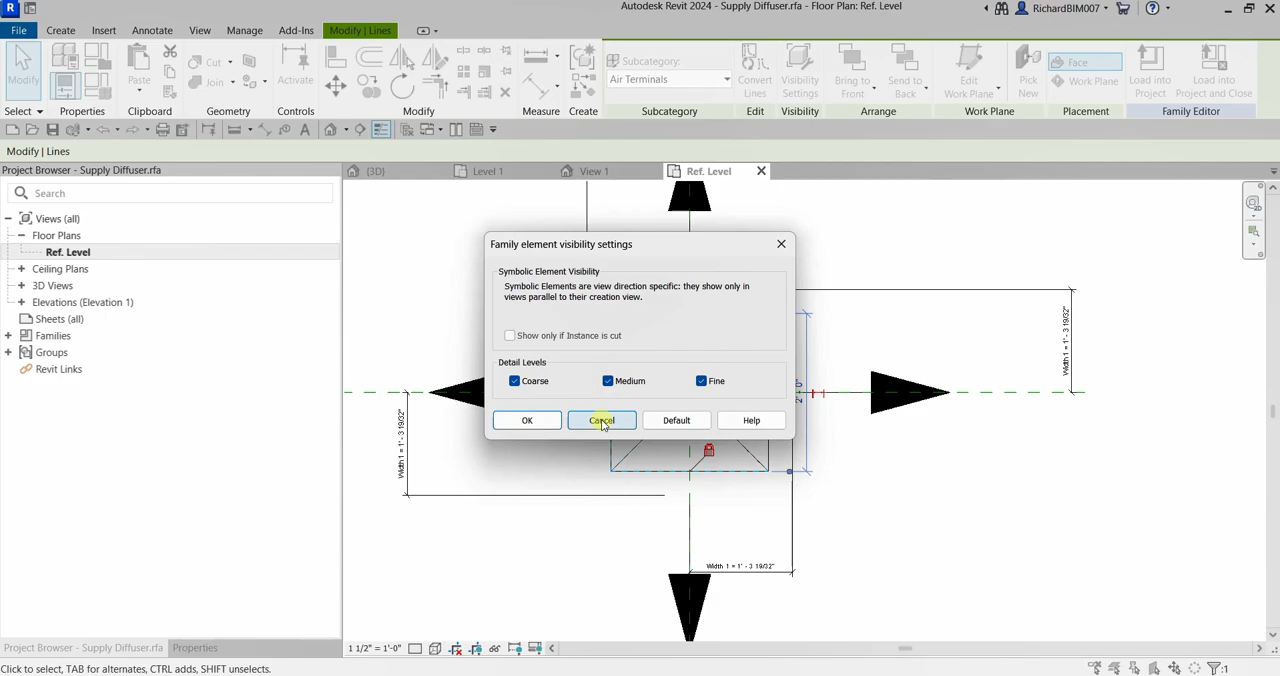 Autodesk Revit 2024 - Supply Diffuser.rfa - Floor Plan: Ref. Level
RichardBIM007
File Create Insert Annotate View Manage Add-Ins Modify | Lines
Modify
Paste
Cut
Join
Activate
Subcategory:
Air Terminals
Convert Lines
Visibility Settings
Bring to Front
Send to Back
Edit Work Plane
Pick New
Face
Work Plane
Load into Project
Load into Project and Close
Select Properties Clipboard Geometry Controls Modify Measure Create Subcategory Edit Visibility Arrange Work Plane Placement Family Editor
Modify | Lines
Project Browser - Supply Diffuser.rfa
(3D) Level 1 View 1 Ref. Level
Search
Views (all)
Floor Plans
Ref. Level
Ceiling Plans
3D Views
Elevations (Elevation 1)
Sheets (all)
Families
Groups
Revit Links
Family element visibility settings
Symbolic Element Visibility
Symbolic Elements are view direction specific: they show only in
views parallel to their creation view.
Show only if Instance is cut
Detail Levels
Coarse Medium Fine
OK Cancel Default Help
Width 1 = 1' - 3 19/32"
2' - 0"
Width 1 = 1' - 3 19/32"
Width 1 = 1' - 3 19/32"
Project Browser - Supply Diffuser.rfa Properties
1 1/2" = 1'-0"
Click to select, TAB for alternates, CTRL adds, SHIFT unselects.
:1